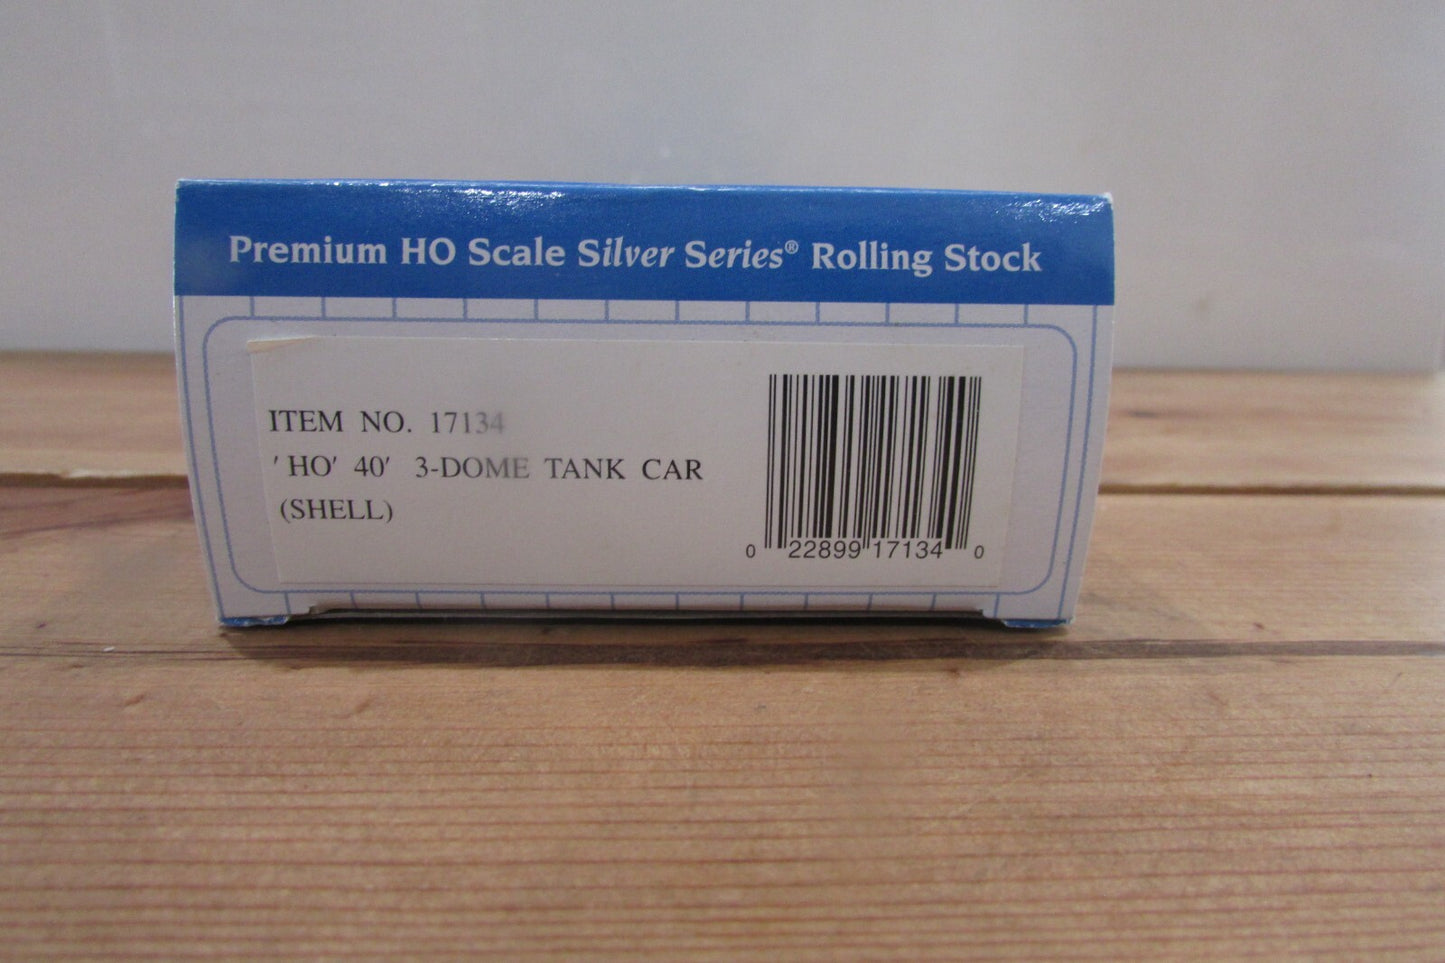 Premium HO Scale Silver Series® Rolling Stock
ITEM NO. 17134
'HO' 40' 3-DOME TANK CAR
(SHELL)
0 22899 17134 0